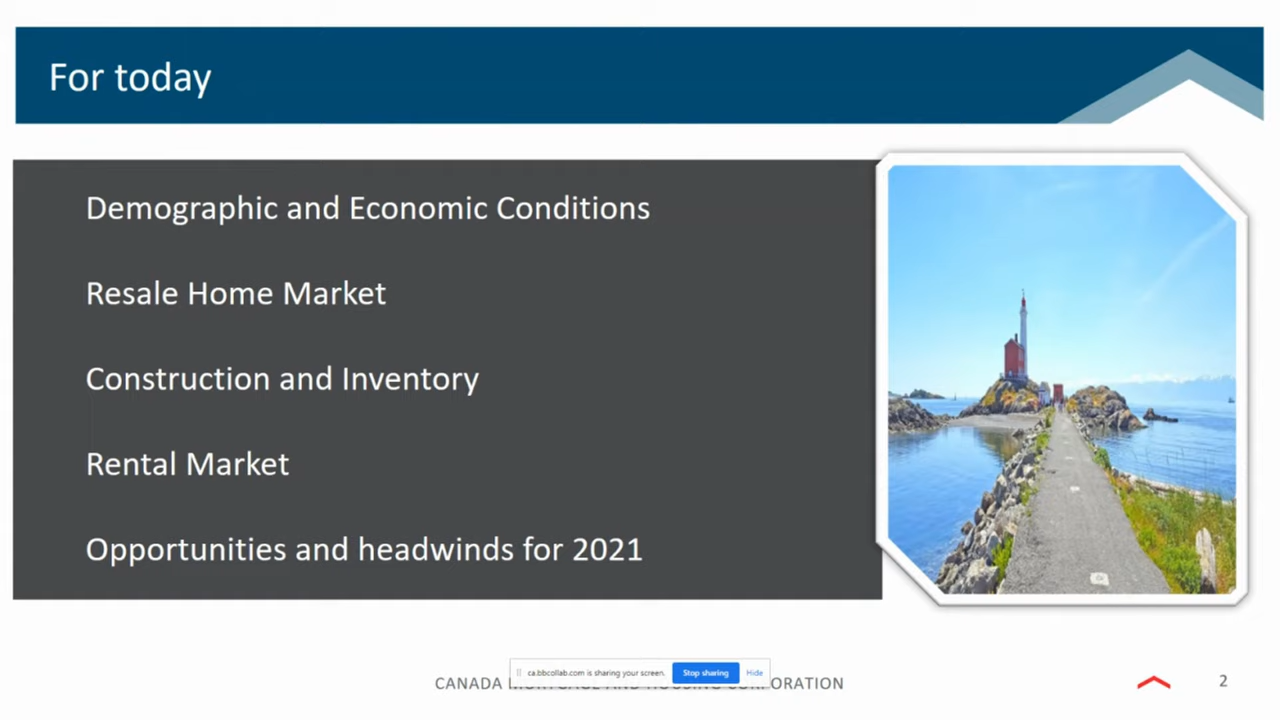 For today
Demographic and Economic Conditions
Resale Home Market
Construction and Inventory
Rental Market
Opportunities and headwinds for 2021
ca.bbcollab.com is sharing your screen.
Stop sharing
Hide
CANADA MORTGAGE AND HOUSING CORPORATION
2